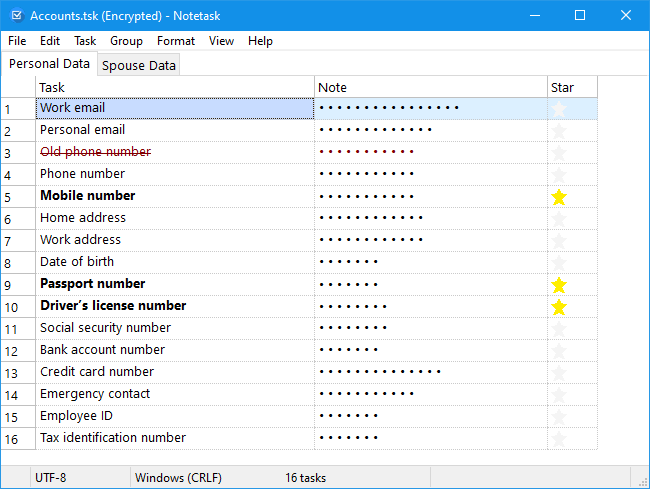 Accounts.tsk (Encrypted) - Notetask
File Edit Task Group Format View Help
Personal Data Spouse Data
Task Note Star
1 Work email ••••••••••••••••
2 Personal email •••••••••••••
3 Old phone number •••••••••••
4 Phone number •••••••••••
5 Mobile number •••••••••••
6 Home address ••••••••••••
7 Work address ••••••••••••
8 Date of birth •••••••
9 Passport number •••••••
10 Driver’s license number ••••••••
11 Social security number ••••••••
12 Bank account number •••••••
13 Credit card number ••••••••••••••
14 Emergency contact •••••••••••
15 Employee ID •••••••
16 Tax identification number •••••••
UTF-8 Windows (CRLF) 16 tasks